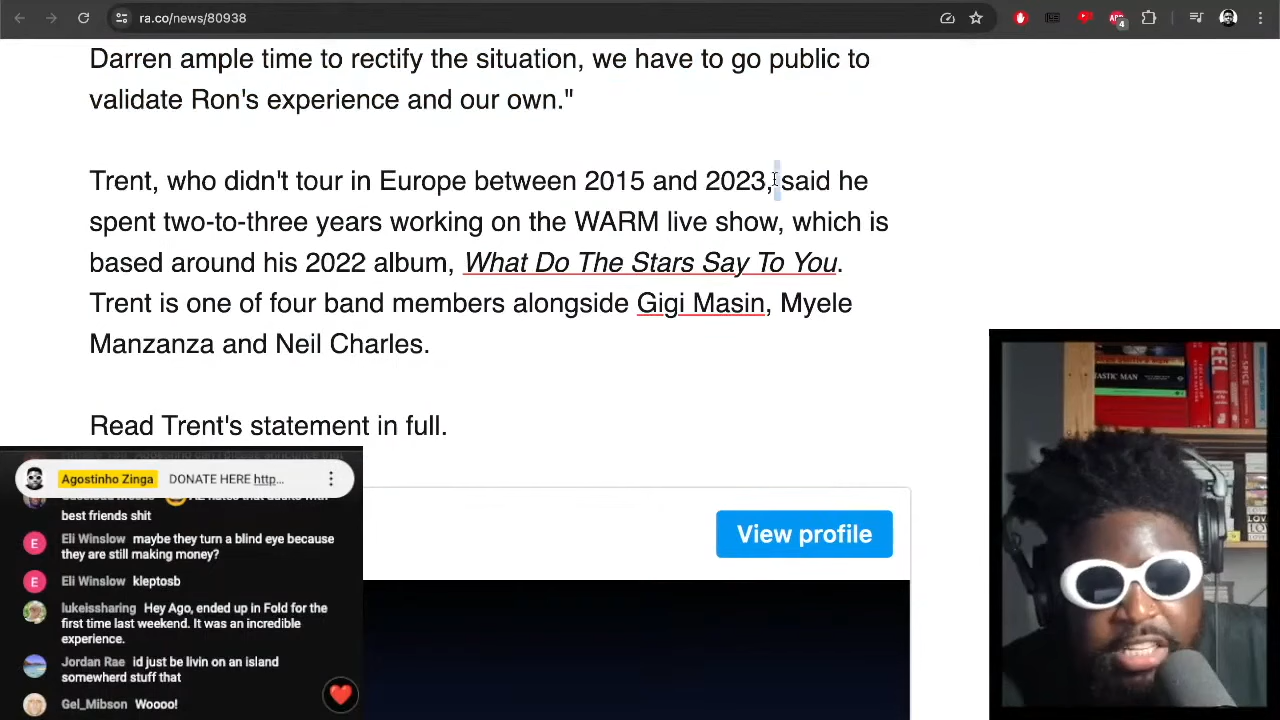 ra.co/news/80938
4
Darren ample time to rectify the situation, we have to go public to
validate Ron's experience and our own."
Trent, who didn't tour in Europe between 2015 and 2023, said he
spent two-to-three years working on the WARM live show, which is
based around his 2022 album, What Do The Stars Say To You.
Trent is one of four band members alongside Gigi Masin, Myele
Manzanza and Neil Charles.
Read Trent's statement in full.
View profile
Agostinho Zinga DONATE HERE http...
best friends shit
Eli Winslow maybe they turn a blind eye because
they are still making money?
Eli Winslow kleptosb
lukeissharing Hey Ago, ended up in Fold for the
first time last weekend. It was an incredible
experience.
Jordan Rae id just be livin on an island
somewherd stuff that
Gel_Mibson Woooo!
TASTIC MAN
PEEL
SPICE